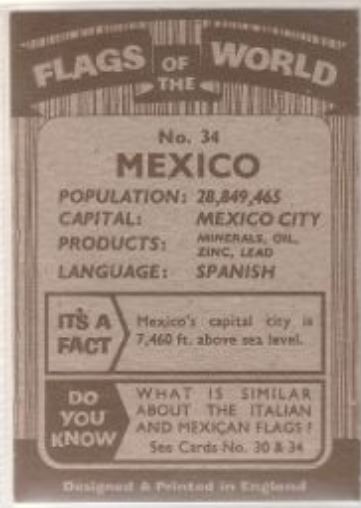 FLAGS OF THE WORLD
No. 34
MEXICO
POPULATION: 28,849,465
CAPITAL: MEXICO CITY
PRODUCTS: MINERALS, OIL,
ZINC, LEAD
LANGUAGE: SPANISH
IT'S A
FACT
Mexico's capital city is
7,460 ft. above sea level.
DO
YOU
KNOW
WHAT IS SIMILAR
ABOUT THE ITALIAN
AND MEXICAN FLAGS?
See Cards No. 30 & 34
Designed & Printed in England